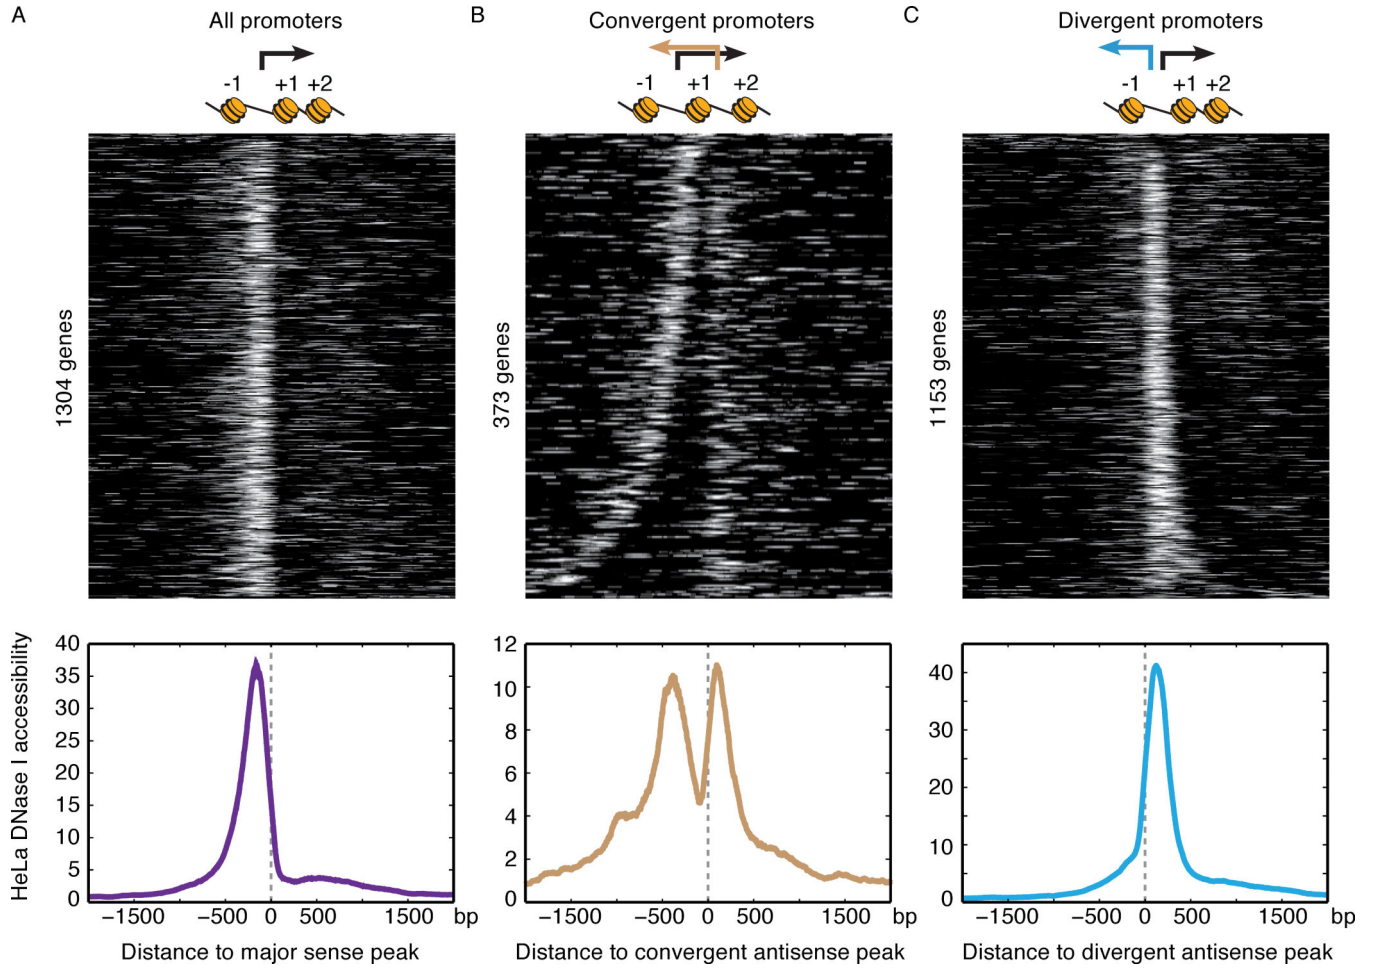 A
All promoters
-1
+1 +2
1304 genes
B
Convergent promoters
-1
+1
+2
373 genes
C
Divergent promoters
-1
+1 +2
1153 genes
HeLa DNase I accessibility
40
35
30
25
20
15
10
5
0
−1500
−500
0
500
1500
bp
Distance to major sense peak
12
10
8
6
4
2
0
−1500
−500
0
500
1500
bp
Distance to convergent antisense peak
40
30
20
10
0
−1500
−500
0
500
1500
bp
Distance to divergent antisense peak